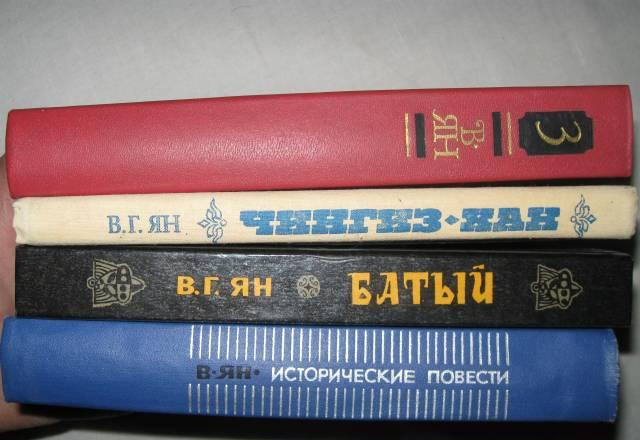 3
В. ЯН
В.Г. ЯН ЧИНГИЗ-ХАН
В.Г. ЯН БАТЫЙ
В·ЯН· ИСТОРИЧЕСКИЕ ПОВЕСТИ